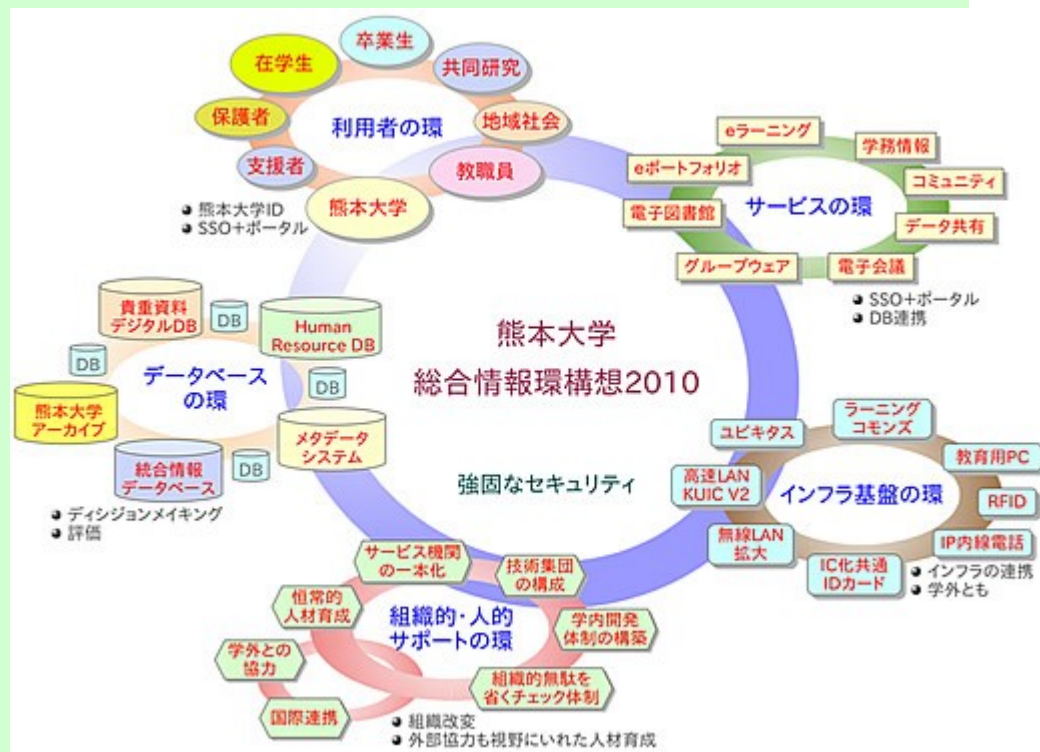 卒業生
在学生
共同研究
保護者
利用者の環
地域社会
支援者
教職員
熊本大学
熊本大学ID
SSO+ポータル
eラーニング
学務情報
eポートフォリオ
コミュニティ
電子図書館
サービスの環
データ共有
グループウェア
電子会議
SSO+ポータル
DB連携
貴重資料
デジタルDB
DB
Human
Resource DB
DB
データベース
の環
DB
熊本大学
アーカイブ
メタデータ
システム
統合情報
データベース
DB
ディシジョンメイキング
評価
熊本大学
総合情報環構想2010
強固なセキュリティ
ユビキタス
ラーニング
コモンズ
教育用PC
高速LAN
KUIC V2
インフラ基盤の環
RFID
無線LAN
拡大
IC化共通
IDカード
IP内線電話
インフラの連携
学外とも
サービス機関
の一本化
技術集団
の構成
恒常的
人材育成
組織的・人的
サポートの環
学内開発
体制の構築
学外との
協力
組織的無駄を
省くチェック体制
国際連携
組織改変
外部協力も視野にいれた人材育成